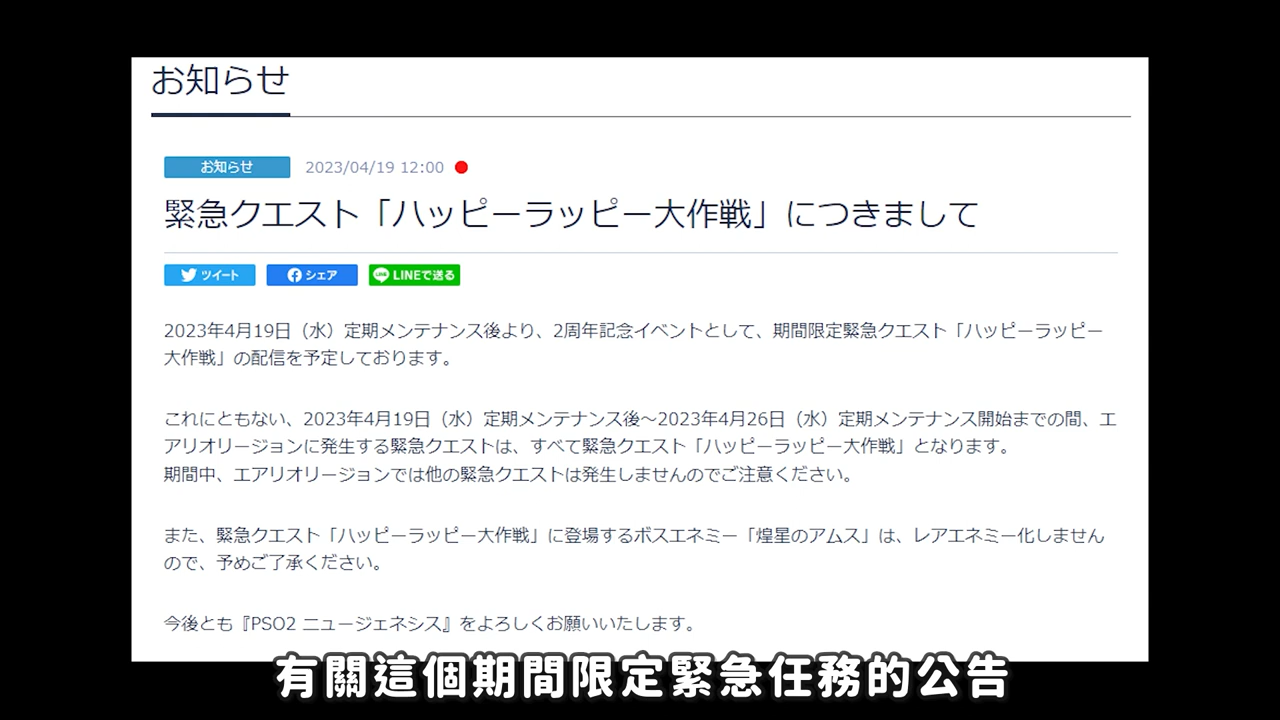 お知らせ
お知らせ 2023/04/19 12:00
緊急クエスト「ハッピーラッピー大作戦」につきまして
ツイート シェア LINEで送る
2023年4月19日（水）定期メンテナンス後より、2周年記念イベントとして、期間限定緊急クエスト「ハッピーラッピー
大作戦」の配信を予定しております。
これにともない、2023年4月19日（水）定期メンテナンス後～2023年4月26日（水）定期メンテナンス開始までの間、エ
アリオリージョンに発生する緊急クエストは、すべて緊急クエスト「ハッピーラッピー大作戦」となります。
期間中、エアリオリージョンでは他の緊急クエストは発生しませんのでご注意ください。
また、緊急クエスト「ハッピーラッピー大作戦」に登場するボスエネミー「煌星のアムス」は、レアエネミー化しません
ので、予めご了承ください。
今後とも『PSO2 ニュージェネシス』をよろしくお願いいたします。
有關這個期間限定緊急任務的公告